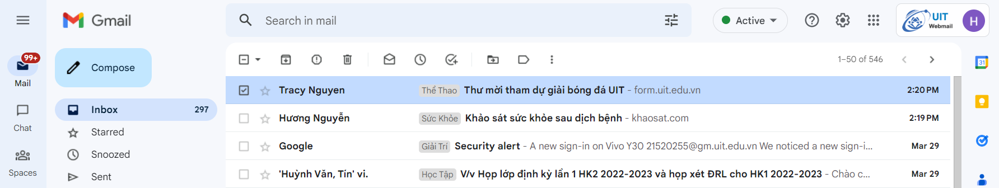 Gmail
Search in mail
Active
UIT
Webmail
H
99+
Mail
Compose
1–50 of 546
31
Tracy Nguyen Thể Thao Thư mời tham dự giải bóng đá UIT - form.uit.edu.vn 2:20 PM
Inbox 297
Chat
Hương Nguyễn Sức Khỏe Khảo sát sức khỏe sau dịch bệnh - khaosat.com 2:19 PM
Starred
Google Giải Trí Security alert - A new sign-in on Vivo Y30 21520255@gm.uit.edu.vn We noticed a new sign-i... Mar 29
Snoozed
Spaces
'Huỳnh Văn, Tín' vi. Học Tập V/v Họp lớp định kỳ lần 1 HK2 2022-2023 và họp xét ĐRL cho HK1 2022-2023 - Chào c... Mar 29
Sent